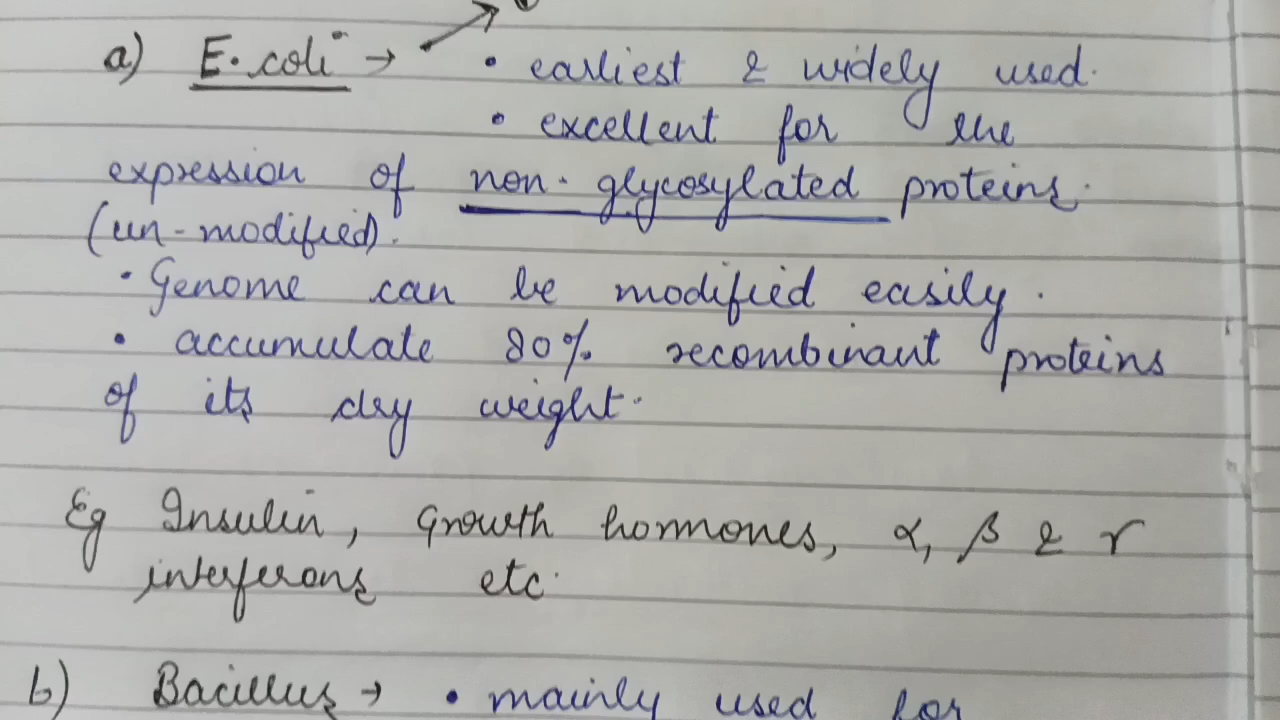 a) E. coli → • earliest & widely used.
• excellent for the
expression of non-glycosylated proteins.
(un-modified).
• Genome can be modified easily.
• accumulate 80% recombinant proteins
of its dry weight.
Eg Insulin, Growth hormones, α, β & γ
interferons etc.
b) Bacillus → • mainly used for